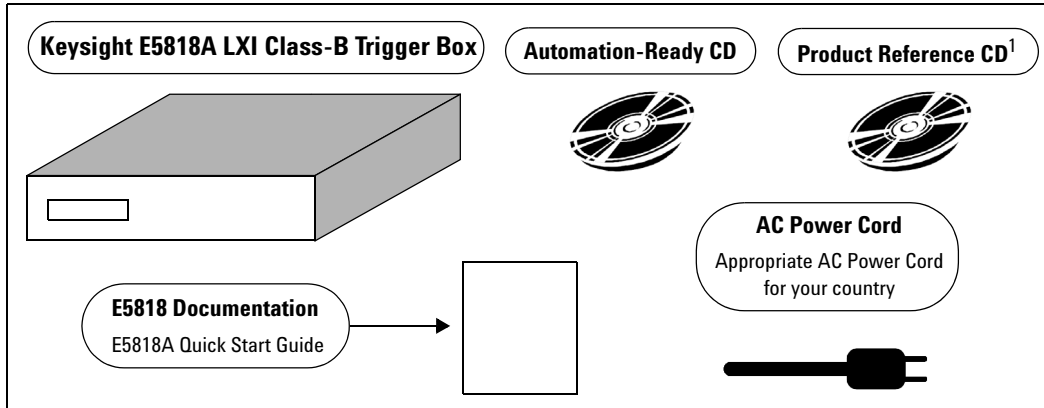 Keysight E5818A LXI Class-B Trigger Box
Automation-Ready CD
Product Reference CD¹
AC Power Cord
Appropriate AC Power Cord
for your country
E5818 Documentation
E5818A Quick Start Guide